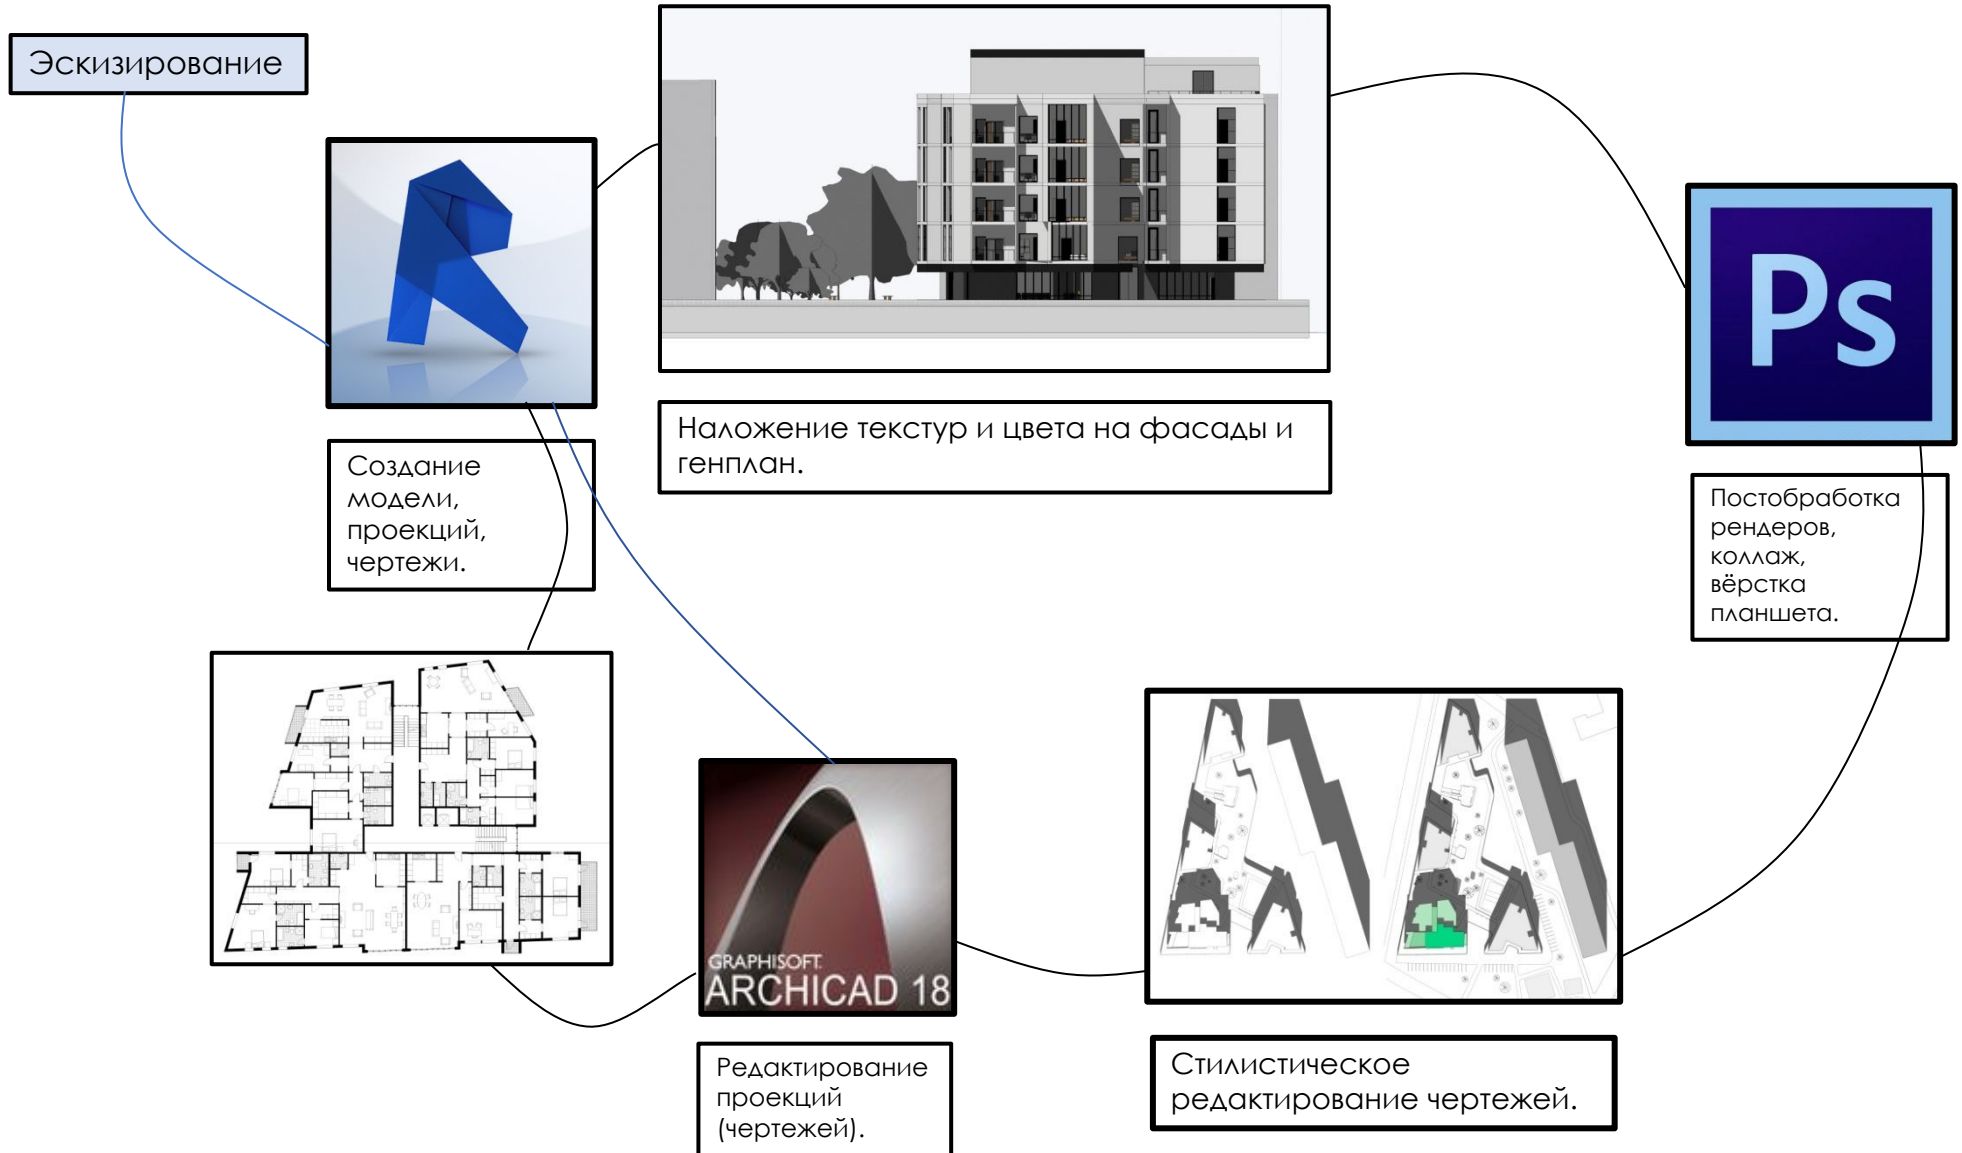 Эскизирование
Ps
Наложение текстур и цвета на фасады и
генплан.
Создание
модели,
проекций,
чертежи.
Постобработка
рендеров,
коллаж,
вёрстка
планшета.
GRAPHISOFT.
ARCHICAD 18
Редактирование
проекций
(чертежей).
Стилистическое
редактирование чертежей.